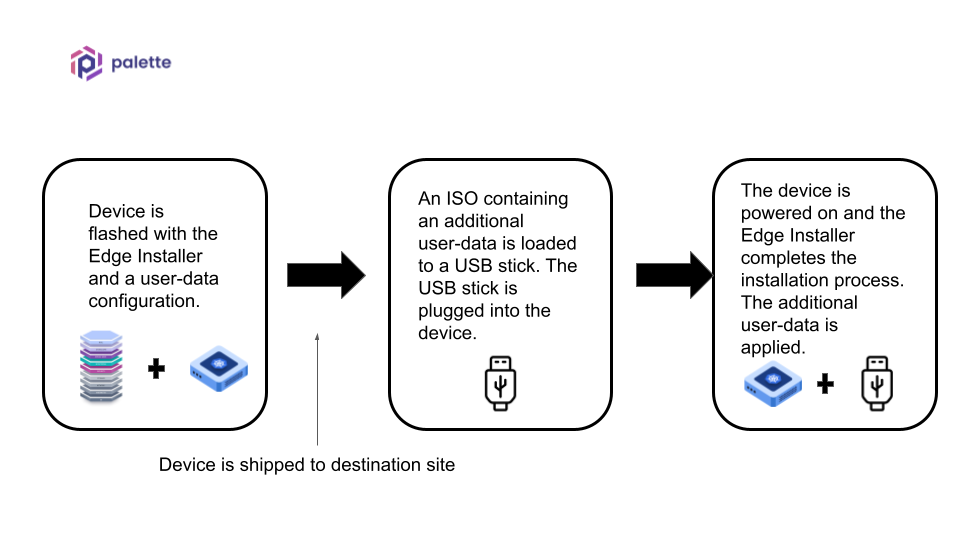 palette
Device is
flashed with the
Edge Installer
and a user-data
configuration.
An ISO containing
an additional
user-data is loaded
to a USB stick. The
USB stick is
plugged into the
device.
The device is
powered on and the
Edge Installer
completes the
installation process.
The additional
user-data is
applied.
Device is shipped to destination site